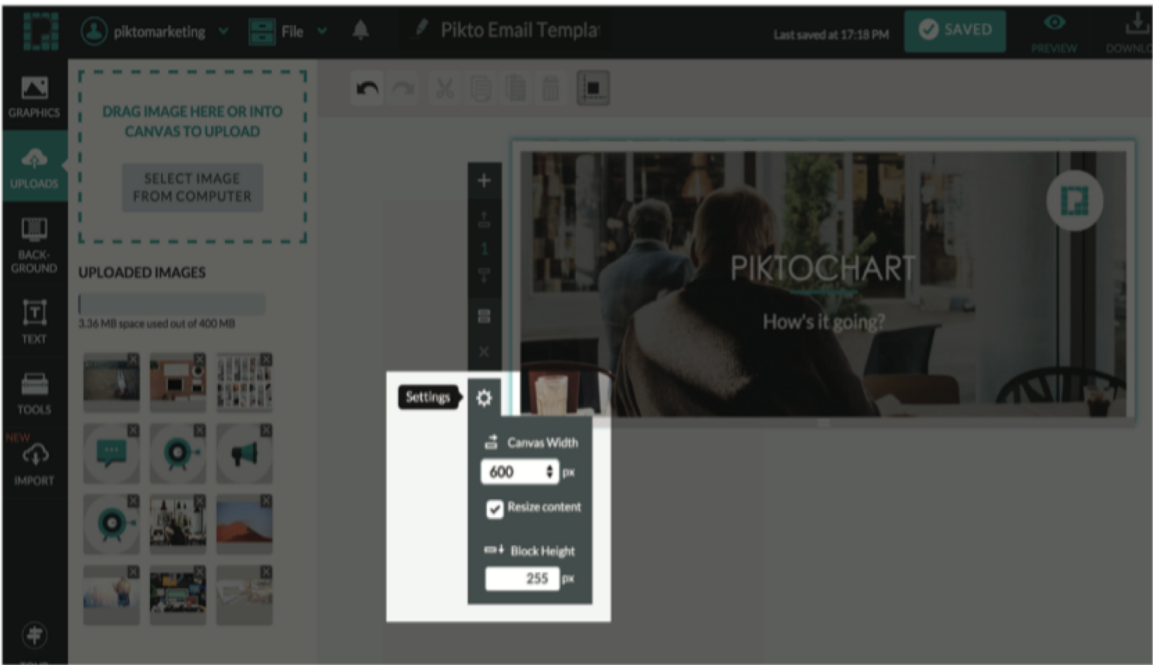 piktomarketing
File
Pikto Email Templa
Last saved at 17:18 PM
SAVED
PREVIEW
DOWNLO
GRAPHICS
UPLOADS
BACK-
GROUND
TEXT
TOOLS
NEW
IMPORT
DRAG IMAGE HERE OR INTO
CANVAS TO UPLOAD
SELECT IMAGE
FROM COMPUTER
UPLOADED IMAGES
3.36 MB space used out of 400 MB
1
PIKTOCHART
How's it going?
Settings
Canvas Width
600 px
Resize content
Block Height
255 px